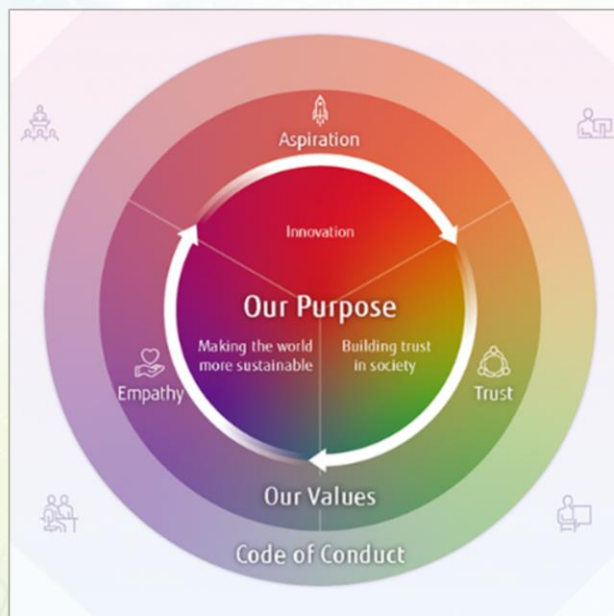 Aspiration
Innovation
Our Purpose
Making the world
more sustainable
Building trust
in society
Empathy
Trust
Our Values
Code of Conduct